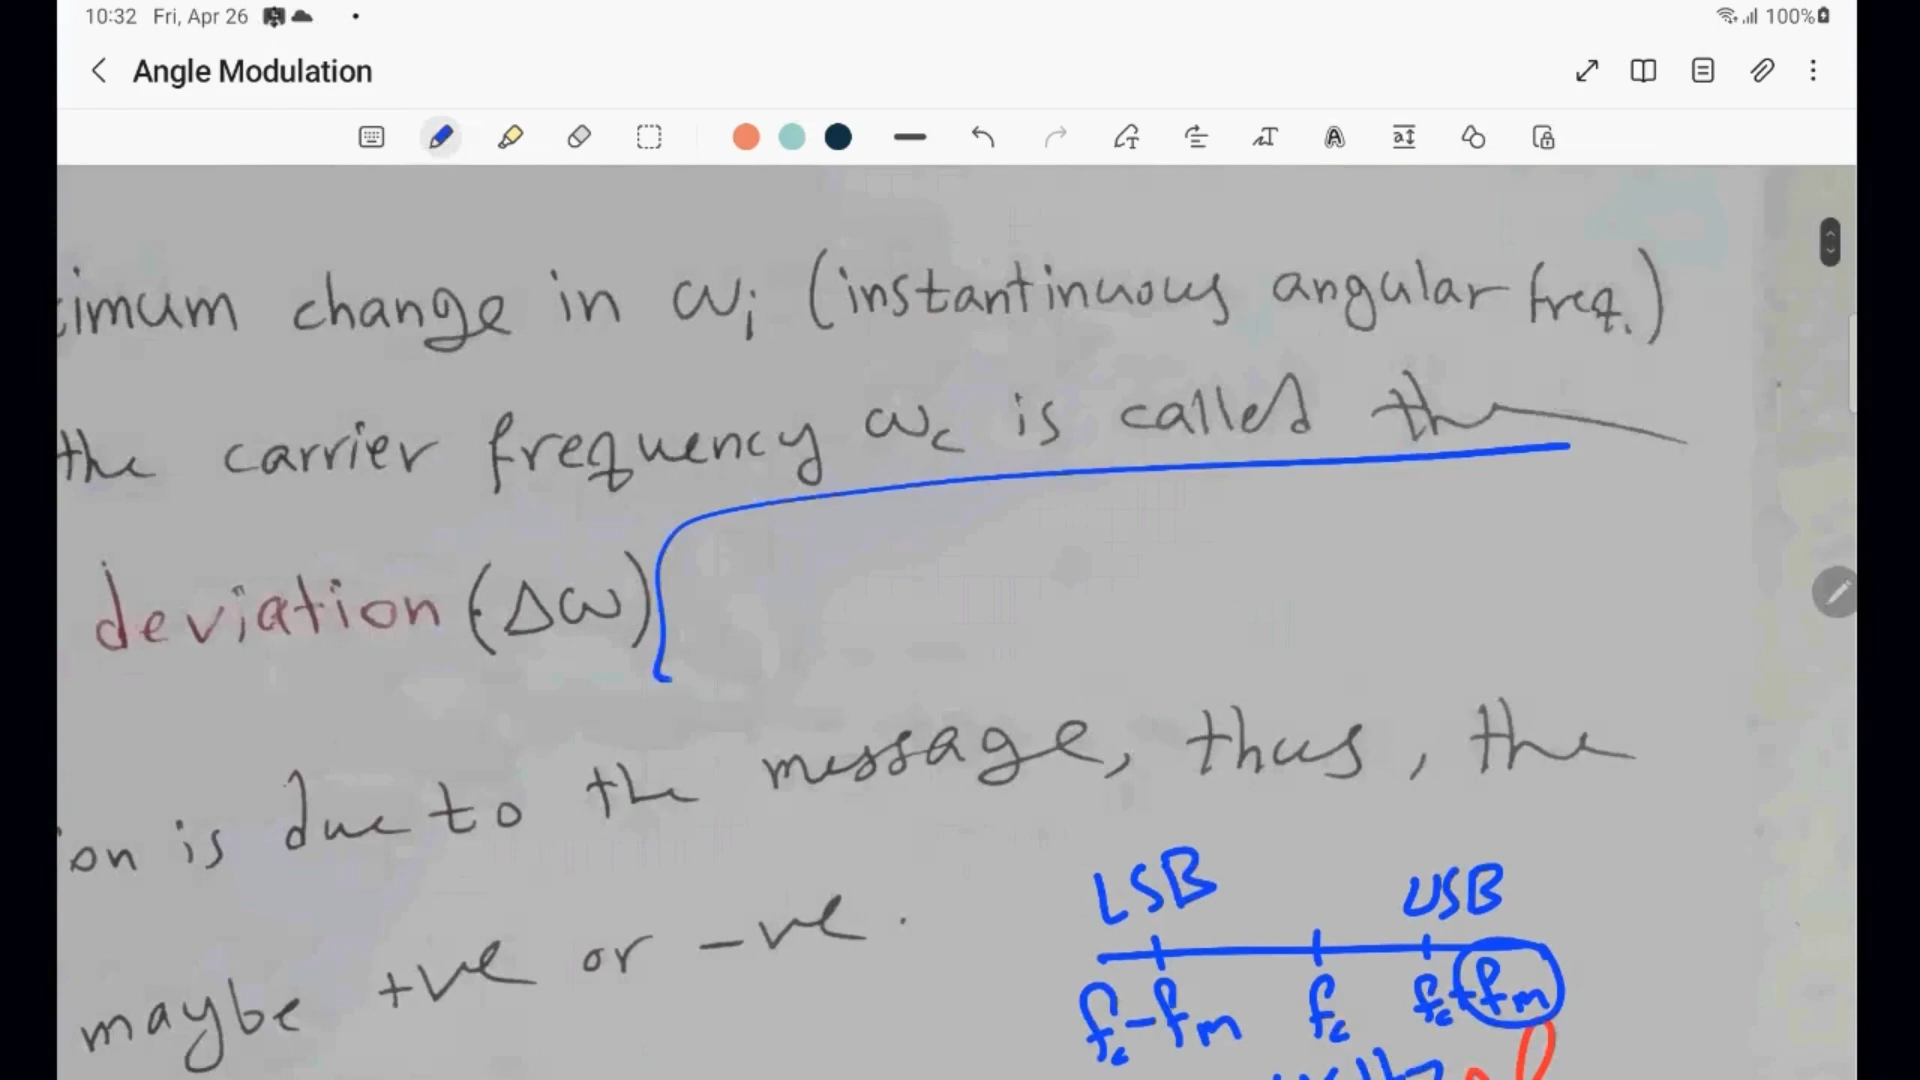 10:32 Fri, Apr 26
100%
Angle Modulation
imum change in ωi (instantinuous angular freq.)
the carrier frequency ωc is called the
deviation (Δω)
on is due to the message, thus, the
maybe +ve or -ve.
LSB USB
fc-fm fc fc+fm